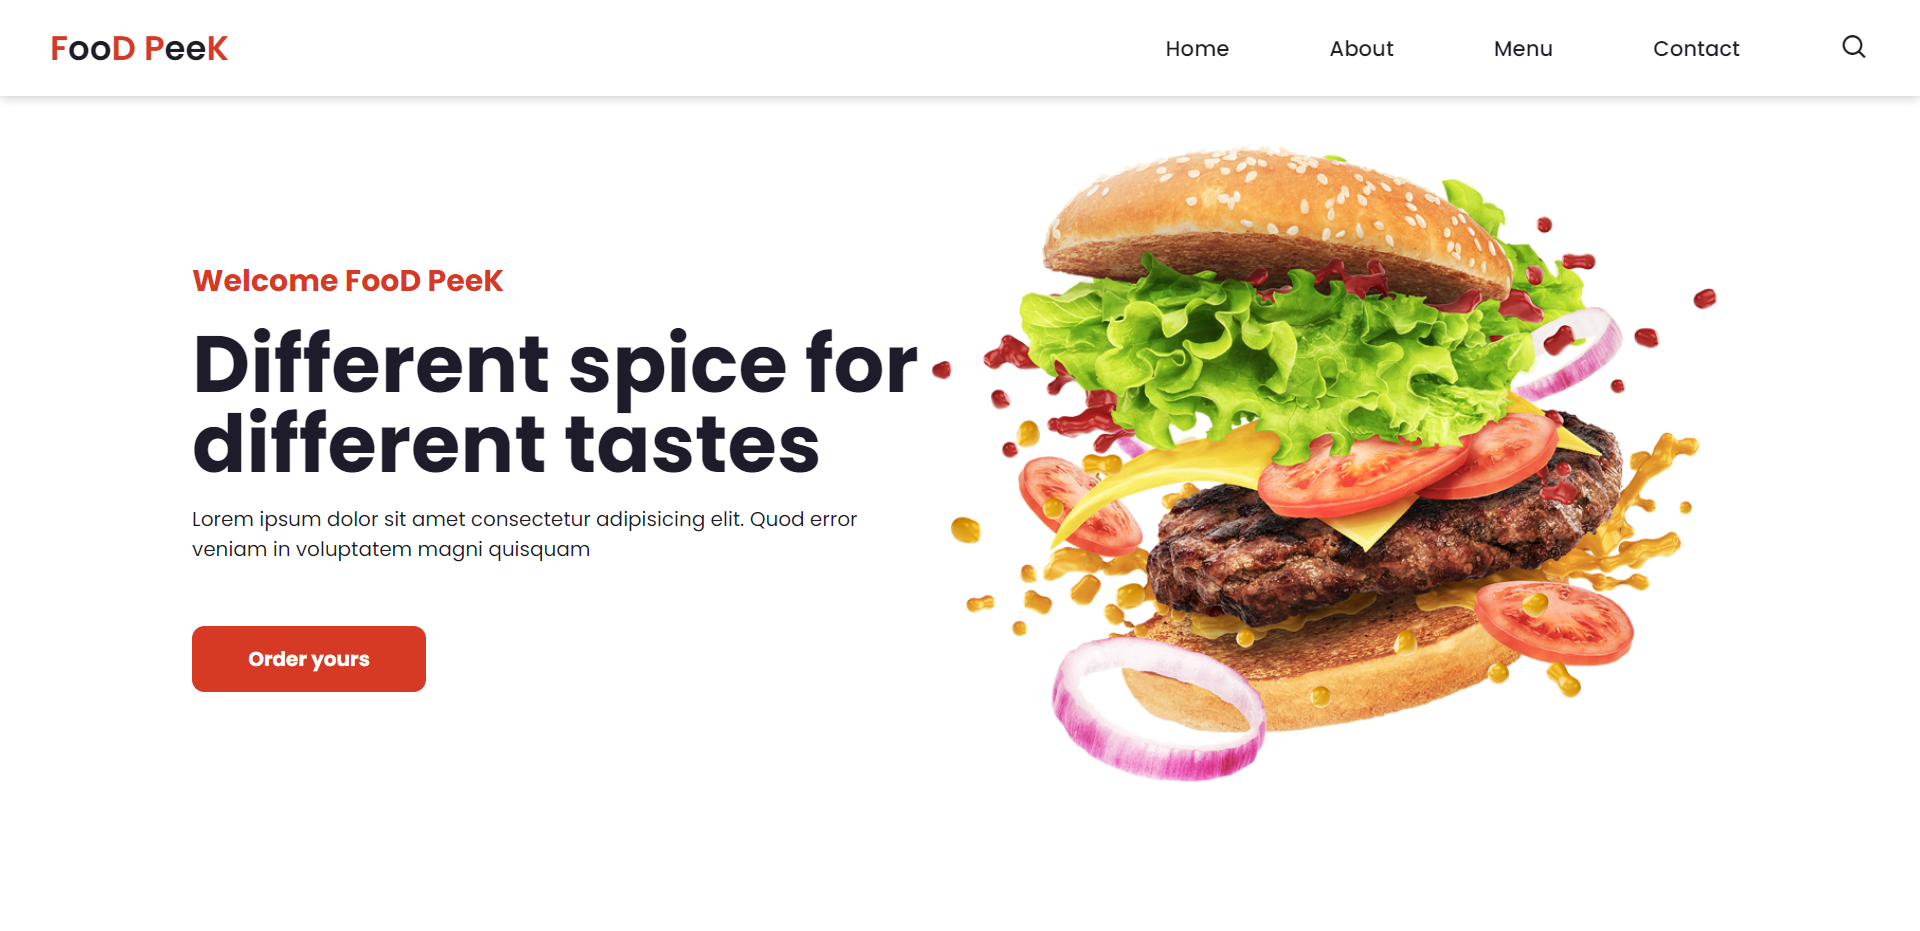 FooD PeeK
Home About Menu Contact
Welcome FooD PeeK
Different spice for
different tastes
Lorem ipsum dolor sit amet consectetur adipisicing elit. Quod error
veniam in voluptatem magni quisquam
Order yours